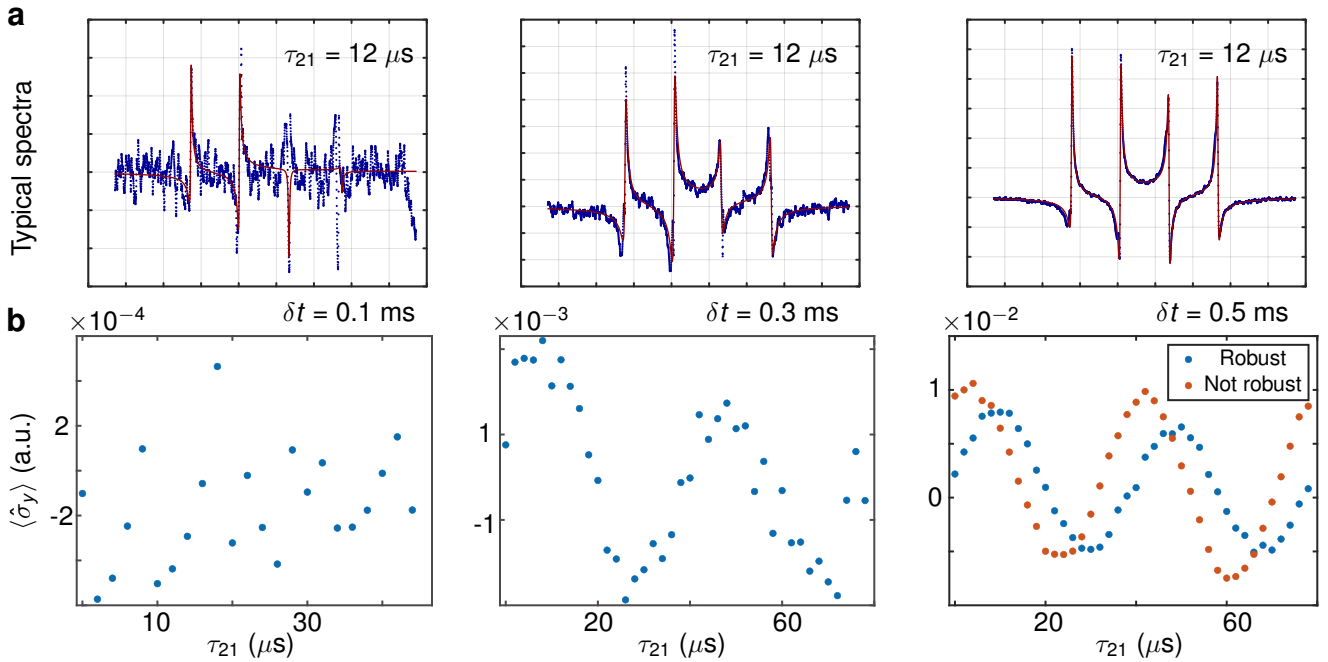 a
Typical spectra
τ₂₁ = 12 μs
τ₂₁ = 12 μs
τ₂₁ = 12 μs
b
×10⁻⁴
δt = 0.1 ms
×10⁻³
δt = 0.3 ms
×10⁻²
δt = 0.5 ms
⟨σ̂_y⟩ (a.u.)
2
-2
10
30
τ₂₁ (μs)
1
-1
20
60
τ₂₁ (μs)
Robust
Not robust
1
0
20
60
τ₂₁ (μs)